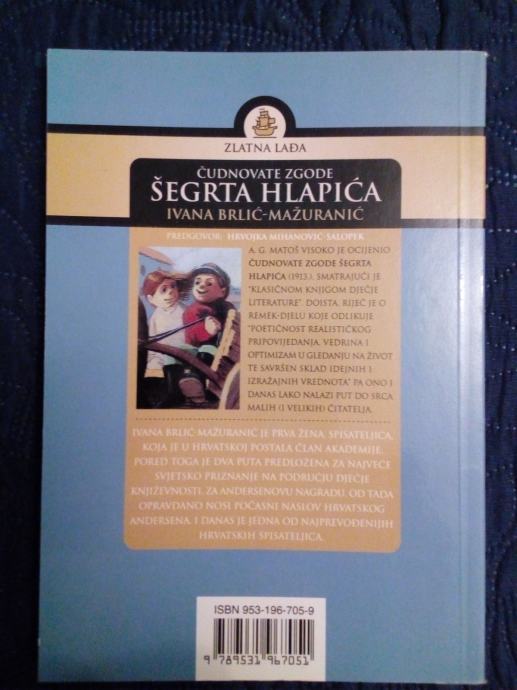 ZLATNA LAĐA
ČUDNOVATE ZGODE
ŠEGRTA HLAPIĆA
IVANA BRLIĆ-MAŽURANIĆ
PREDGOVOR: HRVOJKA MIHANOVIĆ-SALOPEK
A. G. MATOŠ VISOKO JE OCIJENIO
ČUDNOVATE ZGODE ŠEGRTA
HLAPIĆA (1913.), SMATRAJUĆI JE
"KLASIČNOM KNJIGOM DJEČJE
LITERATURE". DOISTA, RIJEČ JE O
REMEK-DJELU KOJE ODLIKUJE
"POETIČNOST REALISTIČKOG
PRIPOVIJEDANJA, VEDRINA I
OPTIMIZAM U GLEDANJU NA ŽIVOT
TE SAVRŠEN SKLAD IDEJNIH I
IZRAŽAJNIH VREDNOTA" PA ONO I
DANAS LAKO NALAZI PUT DO SRCA
MALIH (I VELIKIH) ČITATELJA.
IVANA BRLIĆ-MAŽURANIĆ JE PRVA ŽENA, SPISATELJICA,
KOJA JE U HRVATSKOJ POSTALA ČLAN AKADEMIJE.
PORED TOGA JE DVA PUTA PREDLOŽENA ZA NAJVEĆE
SVJETSKO PRIZNANJE NA PODRUČJU DJEČJE
KNJIŽEVNOSTI, ZA ANDERSENOVU NAGRADU. OD TADA
OPRAVDANO NOSI POČASNI NASLOV HRVATSKOG
ANDERSENA. I DANAS JE JEDNA OD NAJPREVOĐENIJIH
HRVATSKIH SPISATELJICA.
ISBN 953-196-705-9
9 789531 967051